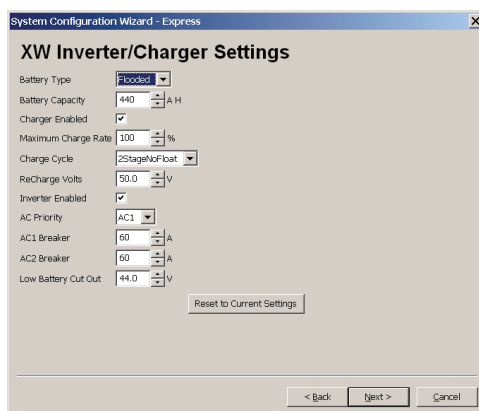 System Configuration Wizard - Express
XW Inverter/Charger Settings
Battery Type Flooded
Battery Capacity 440 A H
Charger Enabled
Maximum Charge Rate 100 %
Charge Cycle 2StageNoFloat
ReCharge Volts 50.0 V
Inverter Enabled
AC Priority AC1
AC1 Breaker 60 A
AC2 Breaker 60 A
Low Battery Cut Out 44.0 V
Reset to Current Settings
< Back Next > Cancel